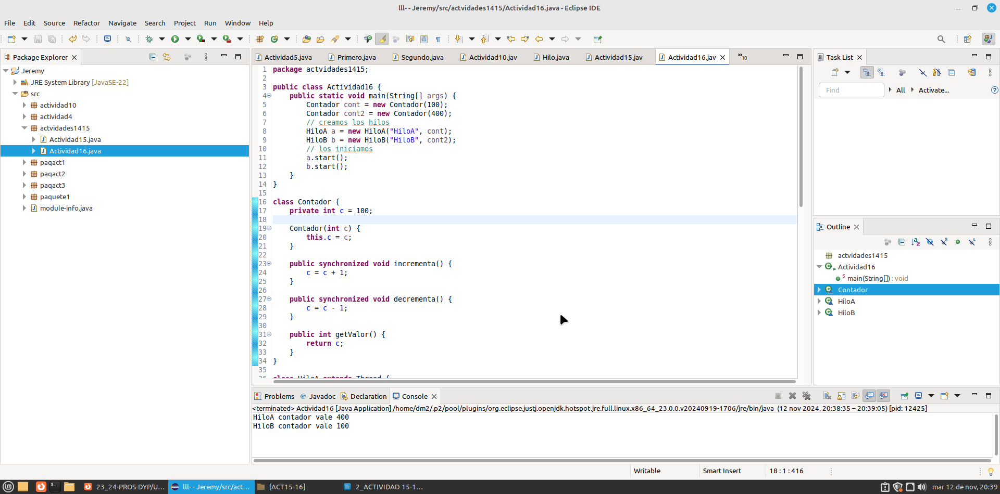 lll- - Jeremy/src/actvidades1415/Actividad16.java - Eclipse IDE
File Edit Source Refactor Navigate Search Project Run Window Help
Package Explorer
Jeremy
JRE System Library [JavaSE-22]
src
actividad10
actividad4
actvidades1415
Actividad15.java
Actividad16.java
paqact1
paqact2
paqact3
paquete1
module-info.java
Actividad5.java Primero.java Segundo.java Actividad10.jav Hilo.java Actividad15.jav Actividad16.jav »10
1 package actvidades1415;
2
3 public class Actividad16 {
4 public static void main(String[] args) {
5 Contador cont = new Contador(100);
6 Contador cont2 = new Contador(400);
7 // creamos los hilos
8 HiloA a = new HiloA("HiloA", cont);
9 HiloB b = new HiloB("HiloB", cont2);
10 // los iniciamos
11 a.start();
12 b.start();
13 }
14 }
15
16 class Contador {
17 private int c = 100;
18
19 Contador(int c) {
20 this.c = c;
21 }
22
23 public synchronized void incrementa() {
24 c = c + 1;
25 }
26
27 public synchronized void decrementa() {
28 c = c - 1;
29 }
30
31 public int getValor() {
32 return c;
33 }
34 }
35
36 class HiloA extends Thread {
Task List
Find All Activate...
Outline
actvidades1415
Actividad16
main(String[]) : void
Contador
HiloA
HiloB
Problems Javadoc Declaration Console
<terminated> Actividad16 [Java Application] /home/dm2/.p2/pool/plugins/org.eclipse.justj.openjdk.hotspot.jre.full.linux.x86_64_23.0.0.v20240919-1706/jre/bin/java (12 nov 2024, 20:38:35 – 20:39:05) [pid: 12425]
HiloA contador vale 400
HiloB contador vale 100
Writable Smart Insert 18 : 1 : 416
23_24-PROS-DYP/U... lll- - Jeremy/src/act... [ACT15-16] 2_ACTIVIDAD 15-1... mar 12 de nov, 20:39